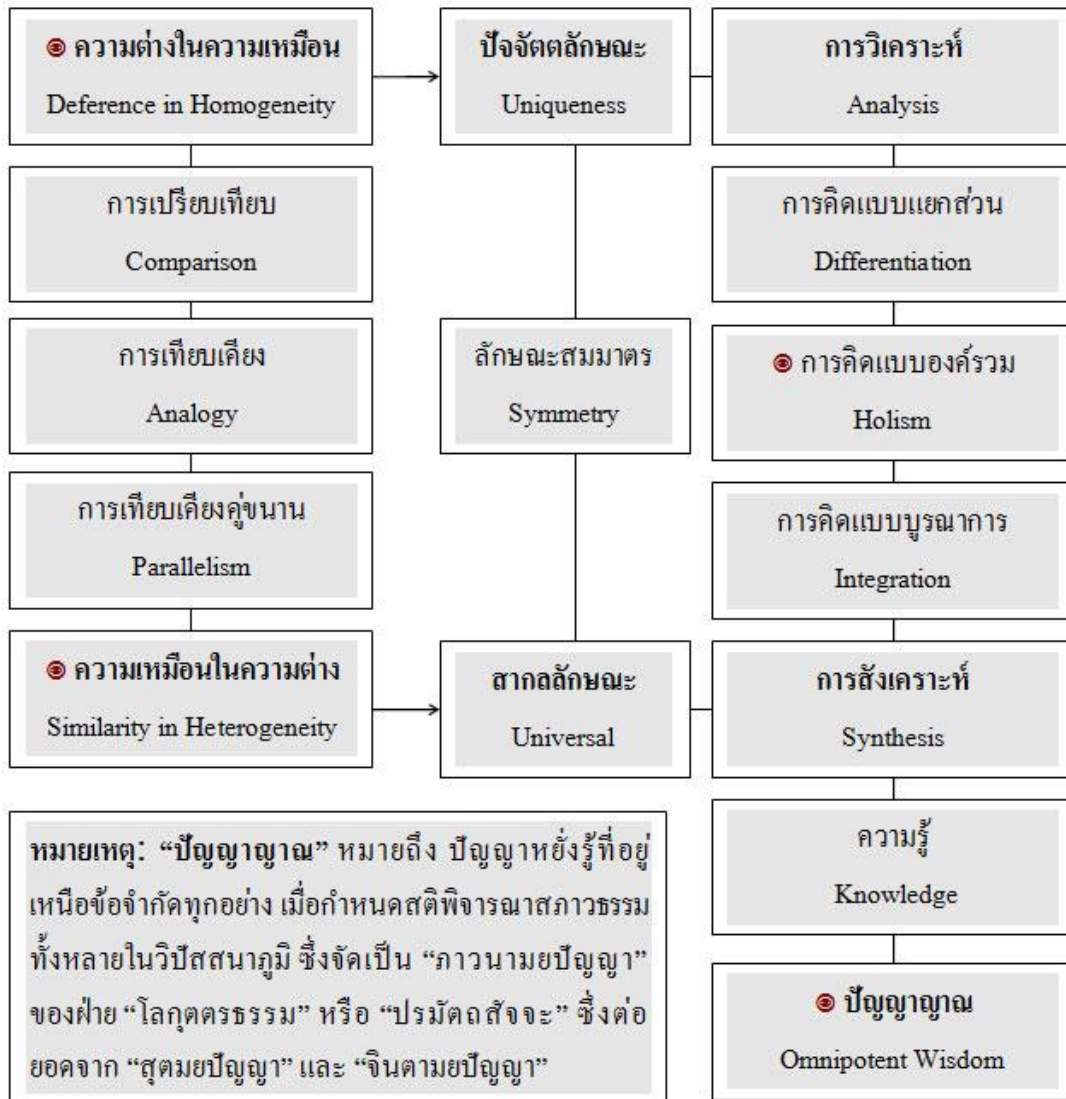 ความต่างในความเหมือน
Deference in Homogeneity
ปัจจัตตลักษณะ
Uniqueness
การวิเคราะห์
Analysis
การเปรียบเทียบ
Comparison
การคิดแบบแยกส่วน
Differentiation
การเทียบเคียง
Analogy
ลักษณะสมมาตร
Symmetry
การคิดแบบองค์รวม
Holism
การเทียบเคียงคู่ขนาน
Parallelism
การคิดแบบบูรณาการ
Integration
ความเหมือนในความต่าง
Similarity in Heterogeneity
สากลลักษณะ
Universal
การสังเคราะห์
Synthesis
ความรู้
Knowledge
ปัญญาญาณ
Omnipotent Wisdom
หมายเหตุ: “ปัญญาญาณ” หมายถึง ปัญญาหยั่งรู้ที่อยู่
เหนือข้อจำกัดทุกอย่าง เมื่อกำหนดสติพิจารณาสภาวธรรม
ทั้งหลายในวิปัสสนาภูมิ ซึ่งจัดเป็น “ภาวนามยปัญญา”
ของฝ่าย “โลกุตตรธรรม” หรือ “ปรมัตถสัจจะ” ซึ่งต่อ
ยอดจาก “สุตมยปัญญา” และ “จินตามยปัญญา”